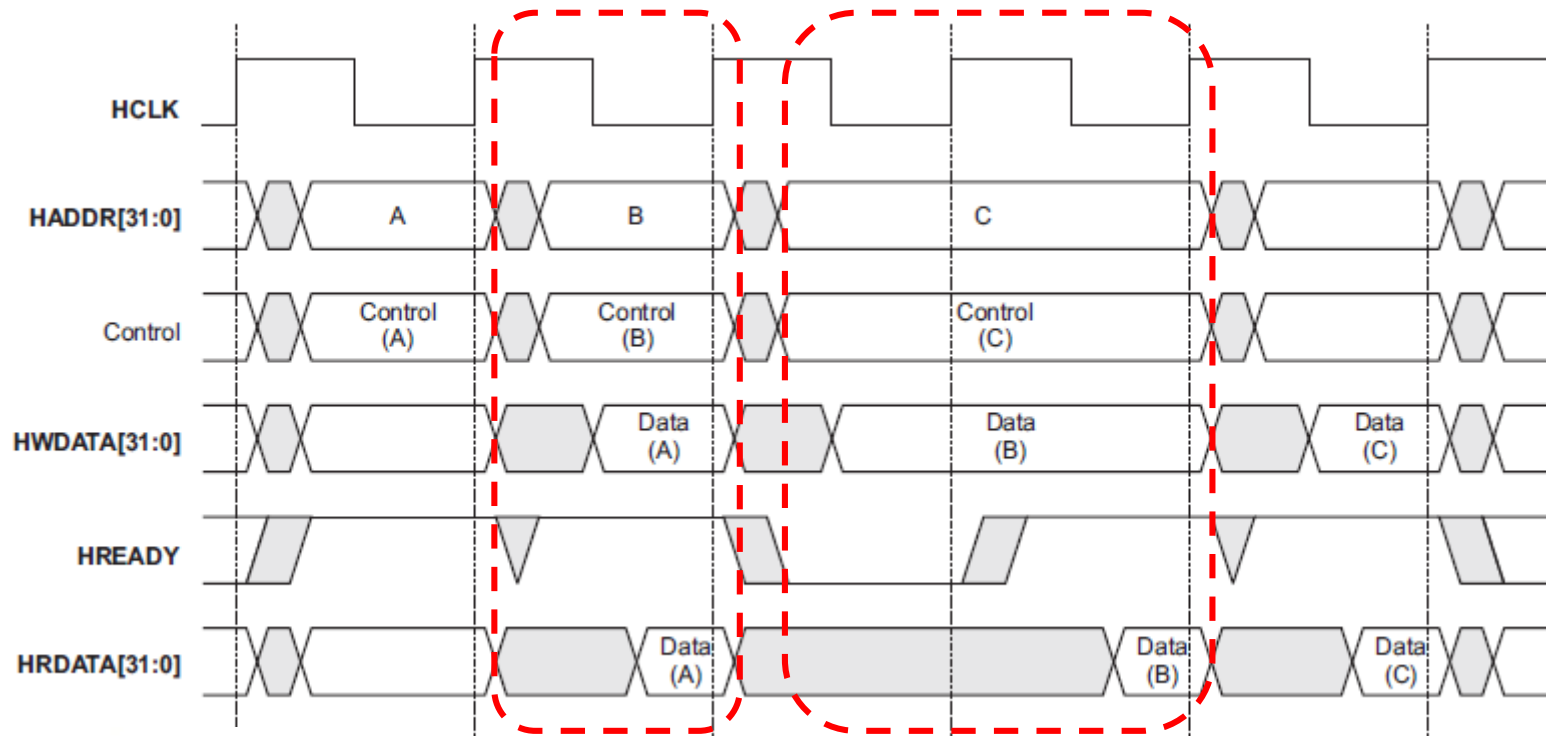 HCLK
HADDR[31:0]
A
B
C
Control
Control
(A)
Control
(B)
Control
(C)
HWDATA[31:0]
Data
(A)
Data
(B)
Data
(C)
HREADY
HRDATA[31:0]
Data
(A)
Data
(B)
Data
(C)